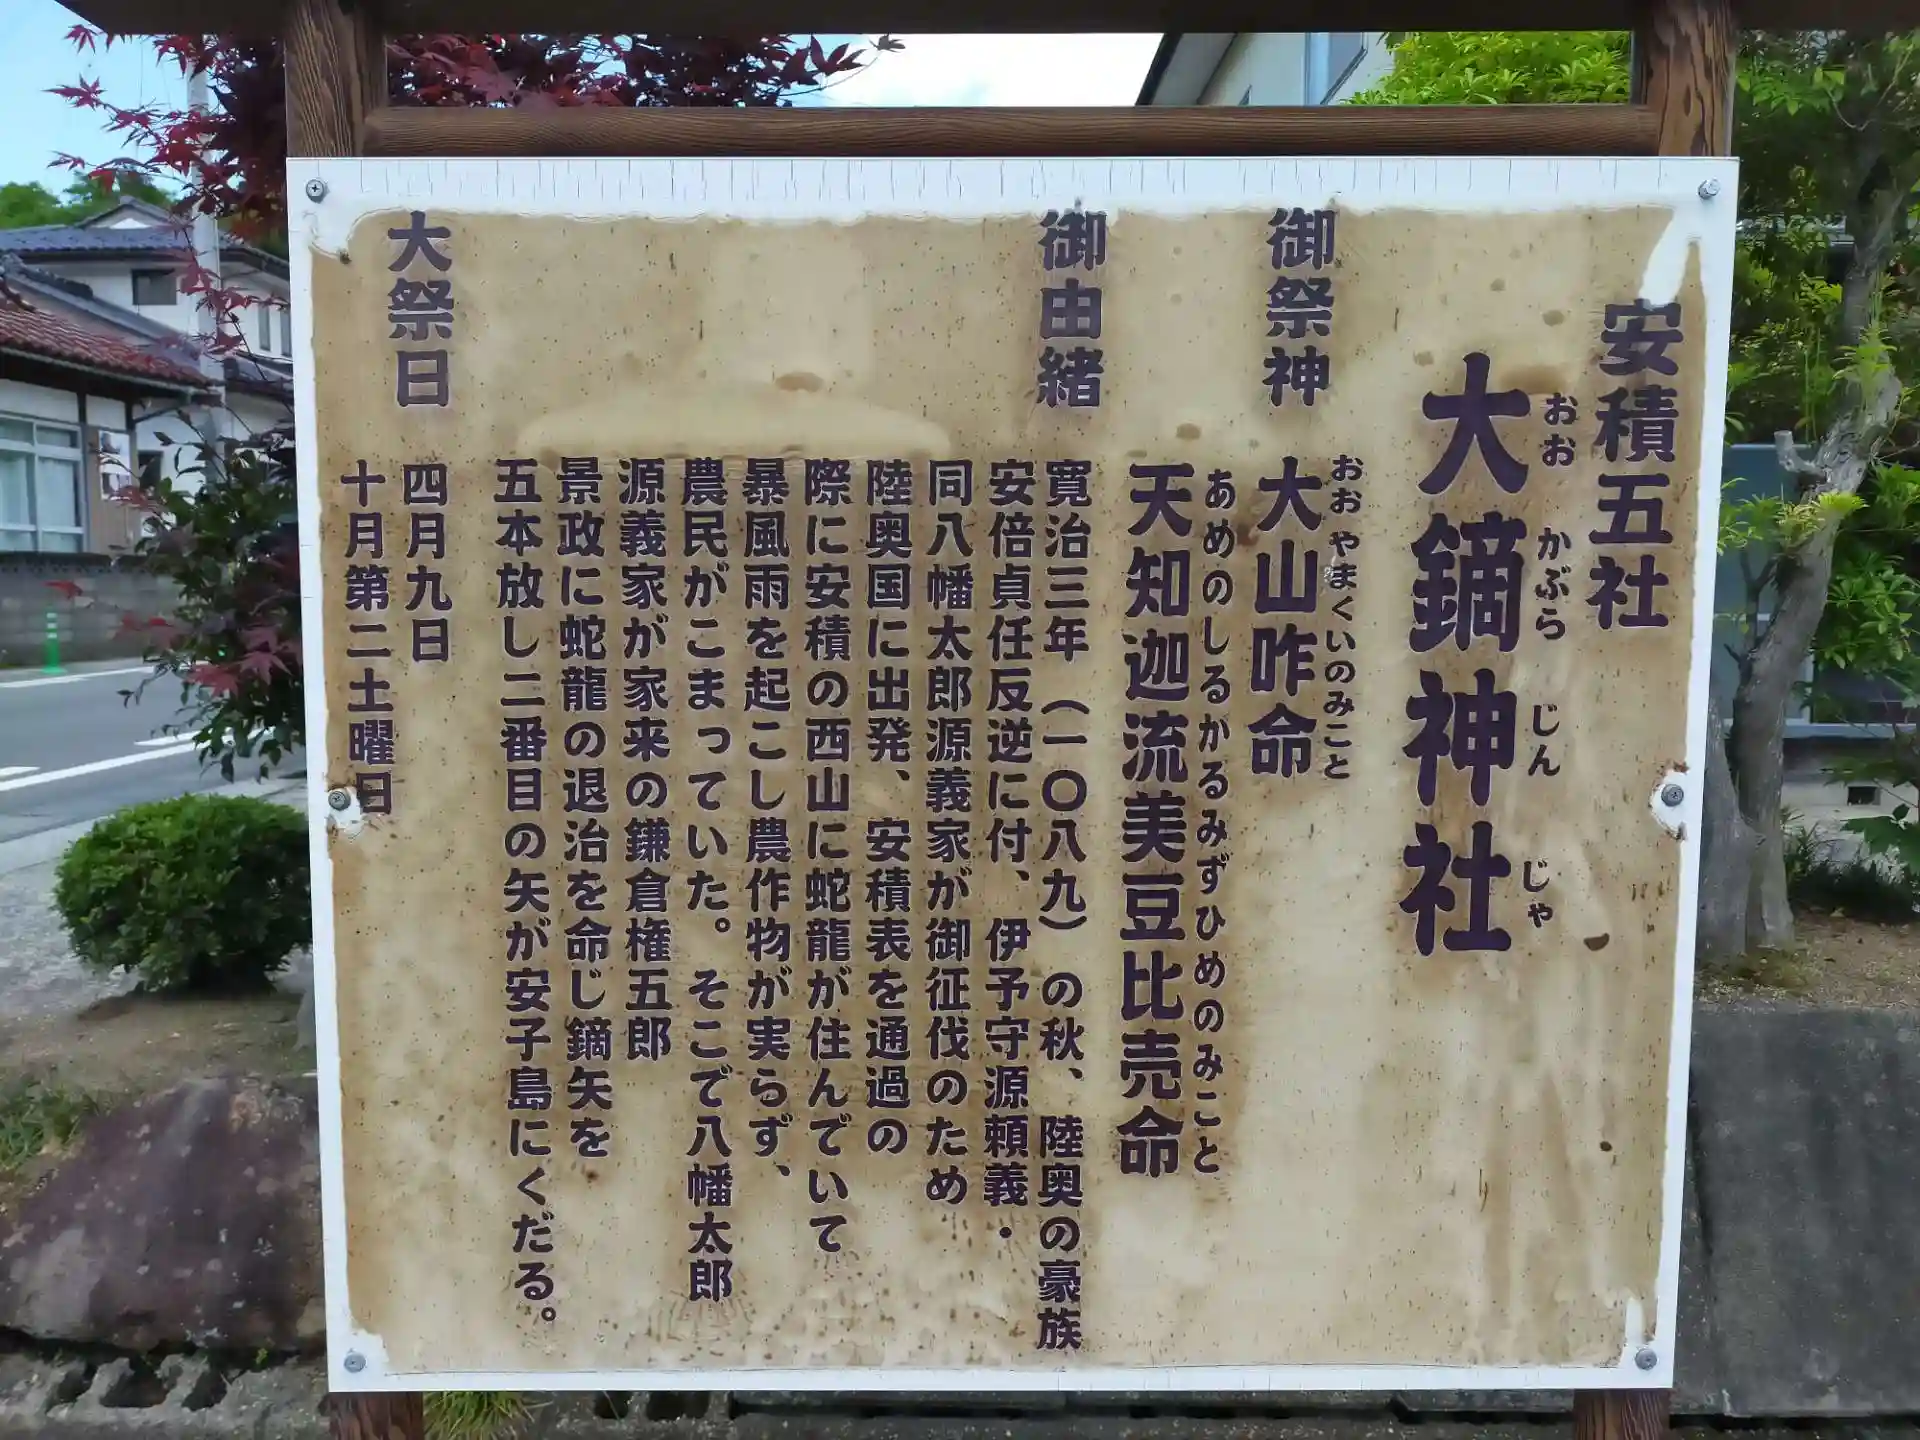 安積五社
おお かぶら じん じゃ
大鏑神社
御祭神
おおやまくいのみこと
大山咋命
あめのしるかるみずひめのみこと
天知迦流美豆比売命
御由緒
寛治三年（一〇八九）の秋、陸奥の豪族
安倍貞任反逆に付、伊予守源頼義・
同八幡太郎源義家が御征伐のため
陸奥国に出発、安積表を通過の
際に安積の西山に蛇龍が住んでいて
暴風雨を起こし農作物が実らず、
農民がこまっていた。そこで八幡太郎
源義家が家来の鎌倉権五郎
景政に蛇龍の退治を命じ鏑矢を
五本放し二番目の矢が安子島にくだる。
大祭日
四月九日
十月第二土曜日